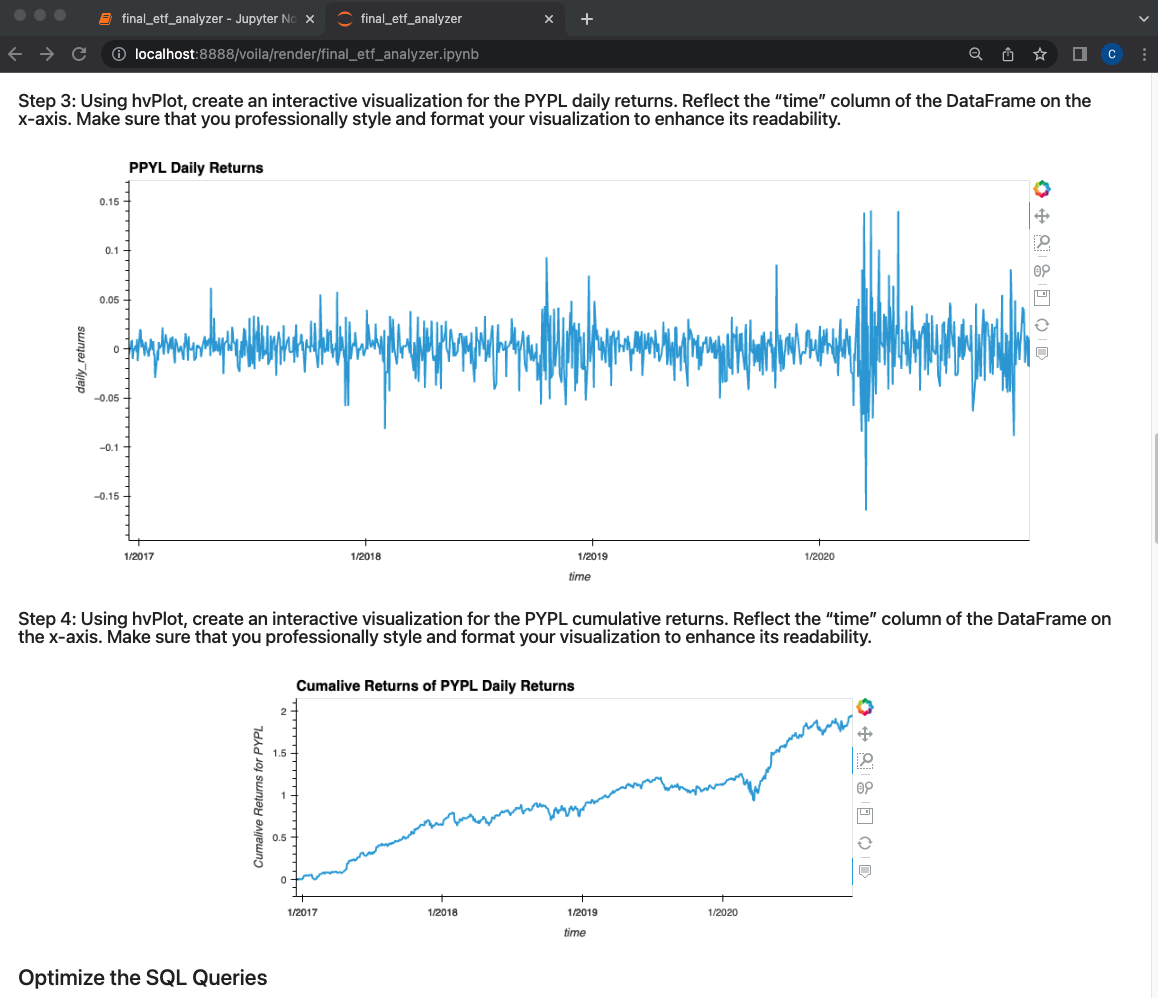 final_etf_analyzer - Jupyter No
final_etf_analyzer
localhost:8888/voila/render/final_etf_analyzer.ipynb
C
Step 3: Using hvPlot, create an interactive visualization for the PYPL daily returns. Reflect the “time” column of the DataFrame on the
x-axis. Make sure that you professionally style and format your visualization to enhance its readability.
PPYL Daily Returns
0.15
0.1
0.05
0
−0.05
−0.1
−0.15
daily_returns
1/2017 1/2018 1/2019 1/2020
time
Step 4: Using hvPlot, create an interactive visualization for the PYPL cumulative returns. Reflect the “time” column of the DataFrame on
the x-axis. Make sure that you professionally style and format your visualization to enhance its readability.
Cumalive Returns of PYPL Daily Returns
2
1.5
1
0.5
0
Cumalive Returns for PYPL
1/2017 1/2018 1/2019 1/2020
time
Optimize the SQL Queries